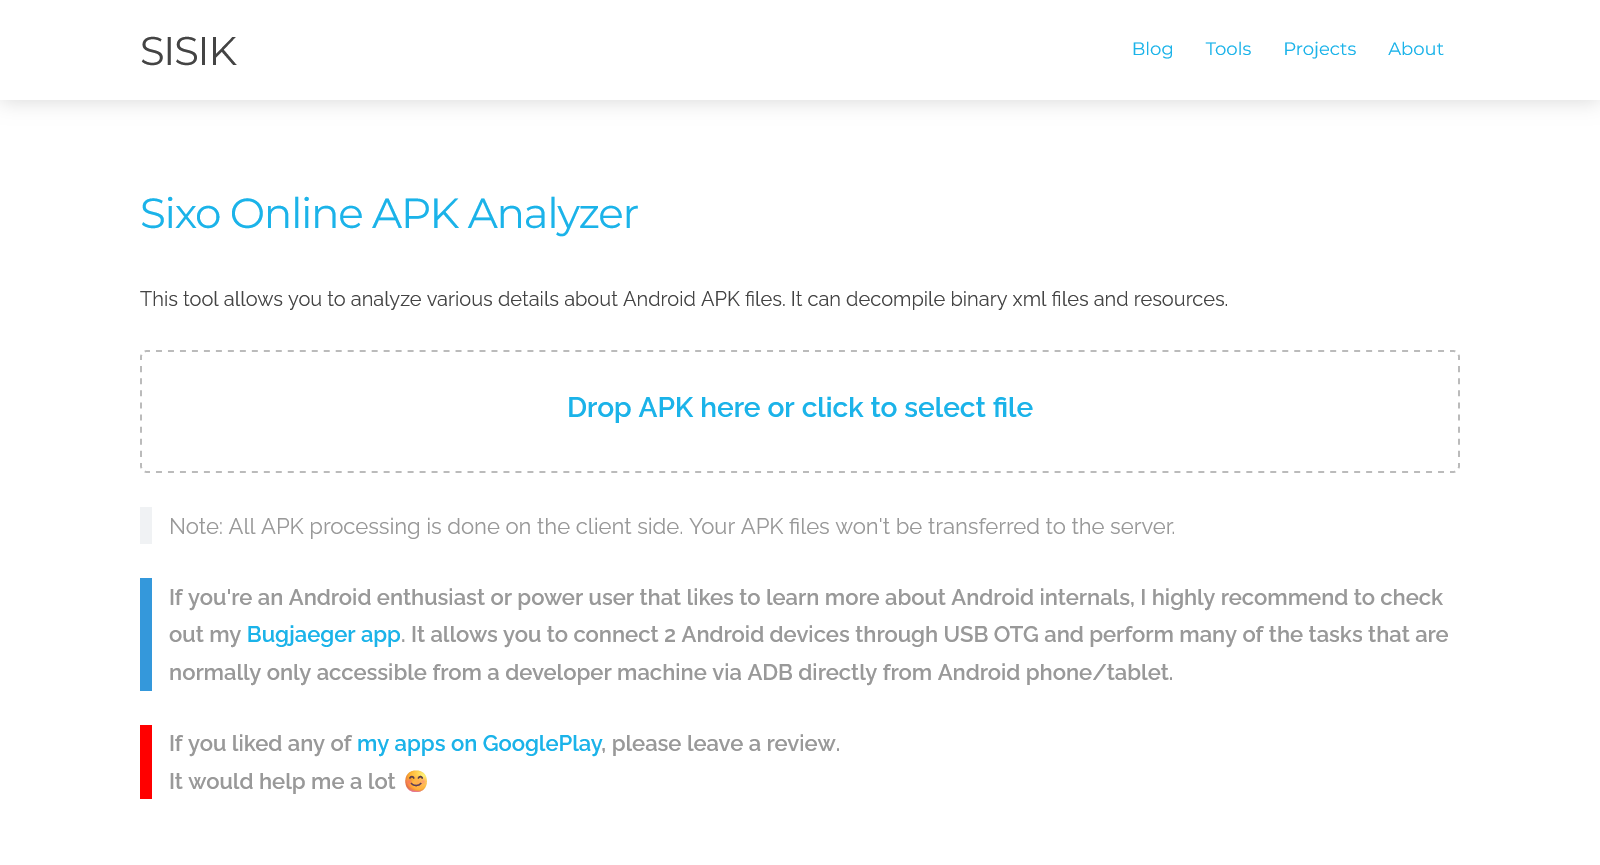 SISIK
Blog Tools Projects About
Sixo Online APK Analyzer
This tool allows you to analyze various details about Android APK files. It can decompile binary xml files and resources.
Drop APK here or click to select file
Note: All APK processing is done on the client side. Your APK files won't be transferred to the server.
If you're an Android enthusiast or power user that likes to learn more about Android internals, I highly recommend to check
out my Bugjaeger app. It allows you to connect 2 Android devices through USB OTG and perform many of the tasks that are
normally only accessible from a developer machine via ADB directly from Android phone/tablet.
If you liked any of my apps on GooglePlay, please leave a review.
It would help me a lot 😊